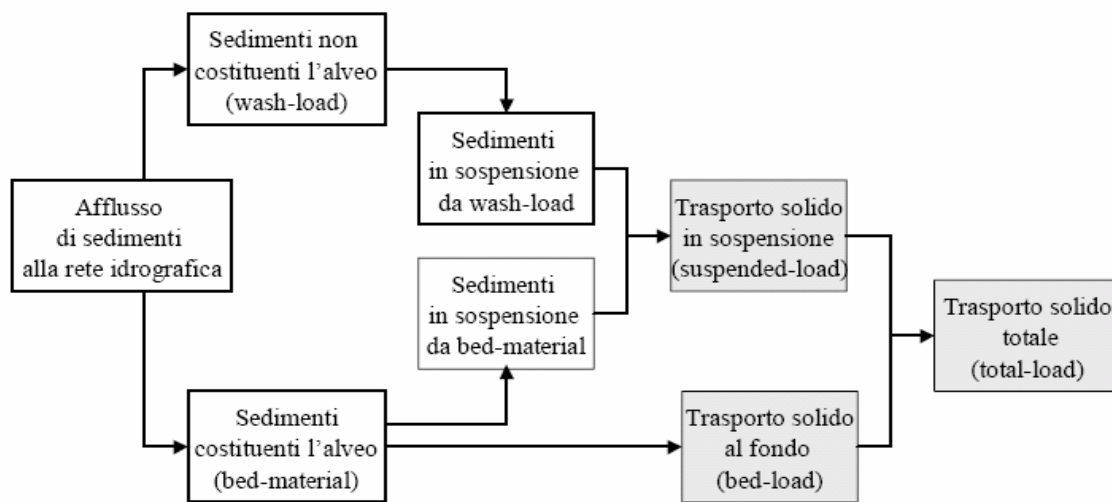 Sedimenti non
costituenti l’alveo
(wash-load)
Sedimenti
in sospensione
da wash-load
Afflusso
di sedimenti
alla rete idrografica
Trasporto solido
in sospensione
(suspended-load)
Sedimenti
in sospensione
da bed-material
Trasporto solido
totale
(total-load)
Sedimenti
costituenti l’alveo
(bed-material)
Trasporto solido
al fondo
(bed-load)